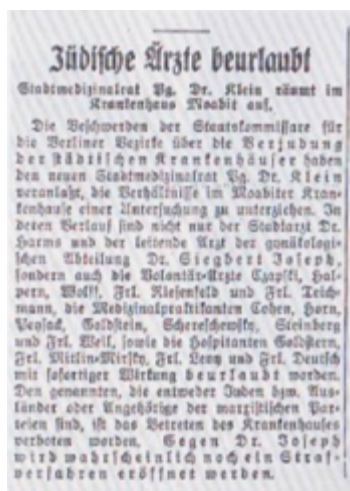 Jüdische Ärzte beurlaubt
Stadtmedizinalrat Pg. Dr. Klein räumt im
Krankenhaus Moabit auf.
Die Beschwerden der Staatskommissare für
die Berliner Bezirke über die Verjudung
der städtischen Krankenhäuser haben
den neuen Stadtmedizinalrat Pg. Dr. Klein
veranlaßt, die Verhältnisse im Moabiter Kran-
kenhause einer Untersuchung zu unterziehen. In
deren Verlauf sind nicht nur der Stadtarzt Dr.
Harms und der leitende Arzt der gynäkologi-
schen Abteilung Dr. Siegbert Joseph,
sondern auch die Volontär-Ärzte Czapski, Hal-
pern, Wolff, Frl. Riesenfeld und Frl. Teich-
mann, die Medizinalpraktikanten Cohen, Horn,
Goldstein, Schereschewsky, Steinberg
und Frl. Weil, sowie die Hospitanten Goldstern,
Frl. Mitlin-Mirsky, Frl. Levy und Frl. Deutsch
mit sofortiger Wirkung beurlaubt worden.
Den genannten, die entweder Juden bzw. Aus-
länder oder Angehörige der marxistischen Par-
teien sind, ist das Betreten des Krankenhauses
verboten worden. Gegen Dr. Joseph
wird wahrscheinlich noch ein Straf-
verfahren eröffnet werden.